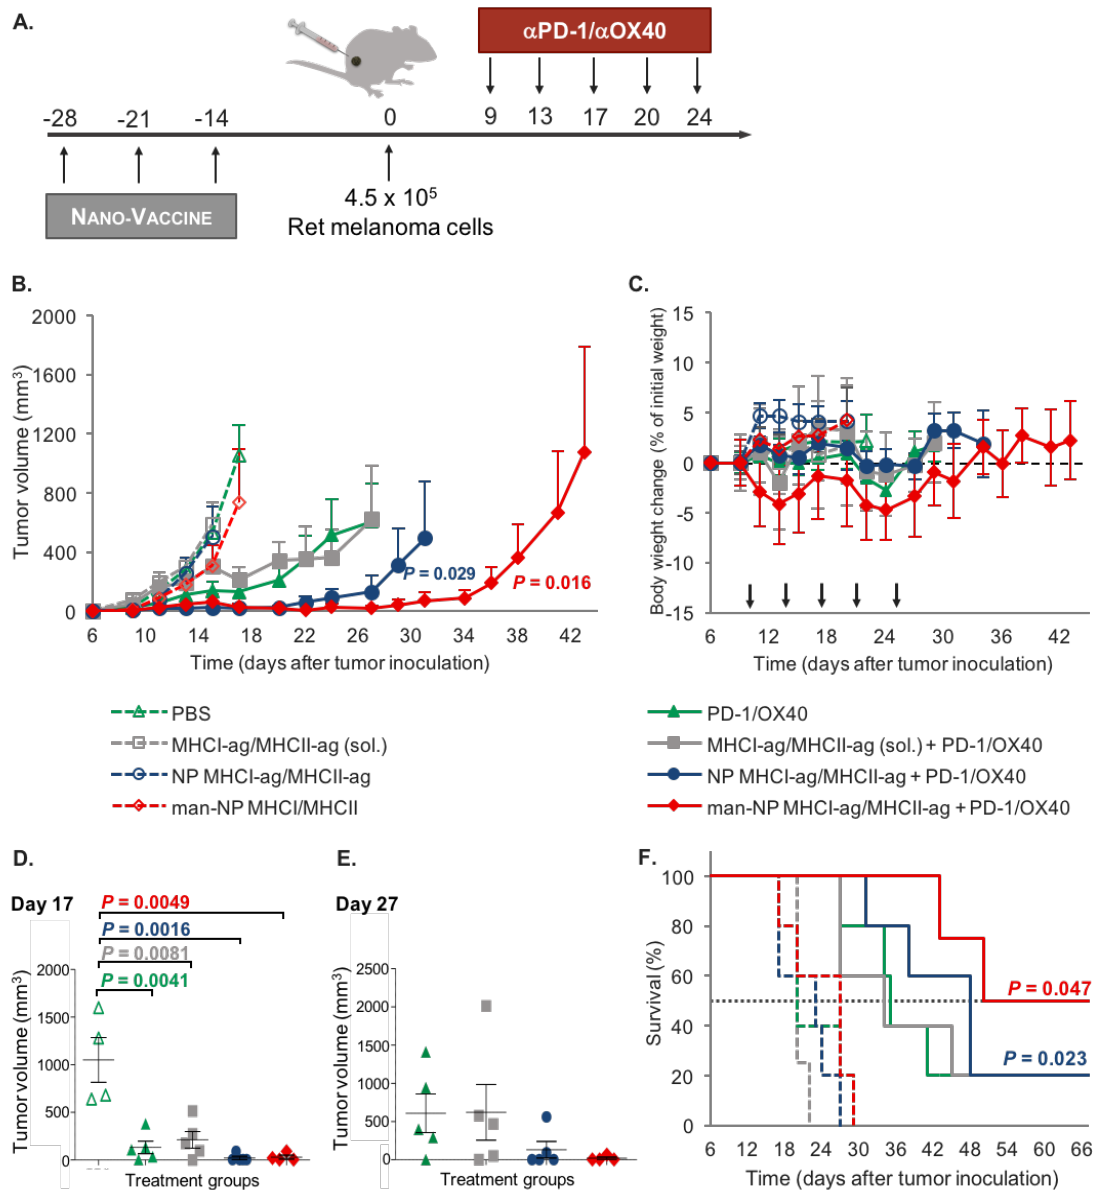 A.
αPD-1/αOX40
-28 -21 -14 0 9 13 17 20 24
NANO-VACCINE
4.5 x 10⁵
Ret melanoma cells
B.
2000
1600
1200
800
400
0
Tumor volume (mm³)
P = 0.029
P = 0.016
6 10 14 18 22 26 30 34 38 42
Time (days after tumor inoculation)
C.
15
10
5
0
-5
-10
-15
Body wieght change (% of initial weight)
6 12 18 24 30 36 42
Time (days after tumor inoculation)
PBS
MHCI-ag/MHCII-ag (sol.)
NP MHCI-ag/MHCII-ag
man-NP MHCI/MHCII
PD-1/OX40
MHCI-ag/MHCII-ag (sol.) + PD-1/OX40
NP MHCI-ag/MHCII-ag + PD-1/OX40
man-NP MHCI-ag/MHCII-ag + PD-1/OX40
D.
Day 17
P = 0.0049
P = 0.0016
P = 0.0081
P = 0.0041
2000
1500
1000
500
0
Tumor volume (mm³)
Treatment groups
E.
Day 27
2500
2000
1500
1000
500
0
Tumor volume (mm³)
Treatment groups
F.
100
80
60
40
20
0
Survival (%)
P = 0.047
P = 0.023
6 12 18 24 30 36 42 48 54 60 66
Time (days after tumor inoculation)